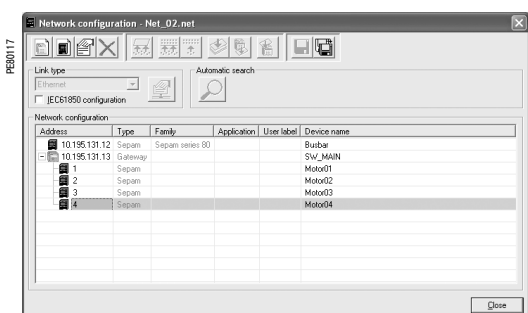 PE80117
Network configuration - Net_02.net
Link type
Automatic search
Ethernet
IEC61850 configuration
Network configuration
Address Type Family Application User label Device name
10.195.131.12 Sepam Sepam series 80 Busbar
10.195.131.13 Gateway SW_MAIN
1 Sepam Motor01
2 Sepam Motor02
3 Sepam Motor03
4 Sepam Motor04
Close